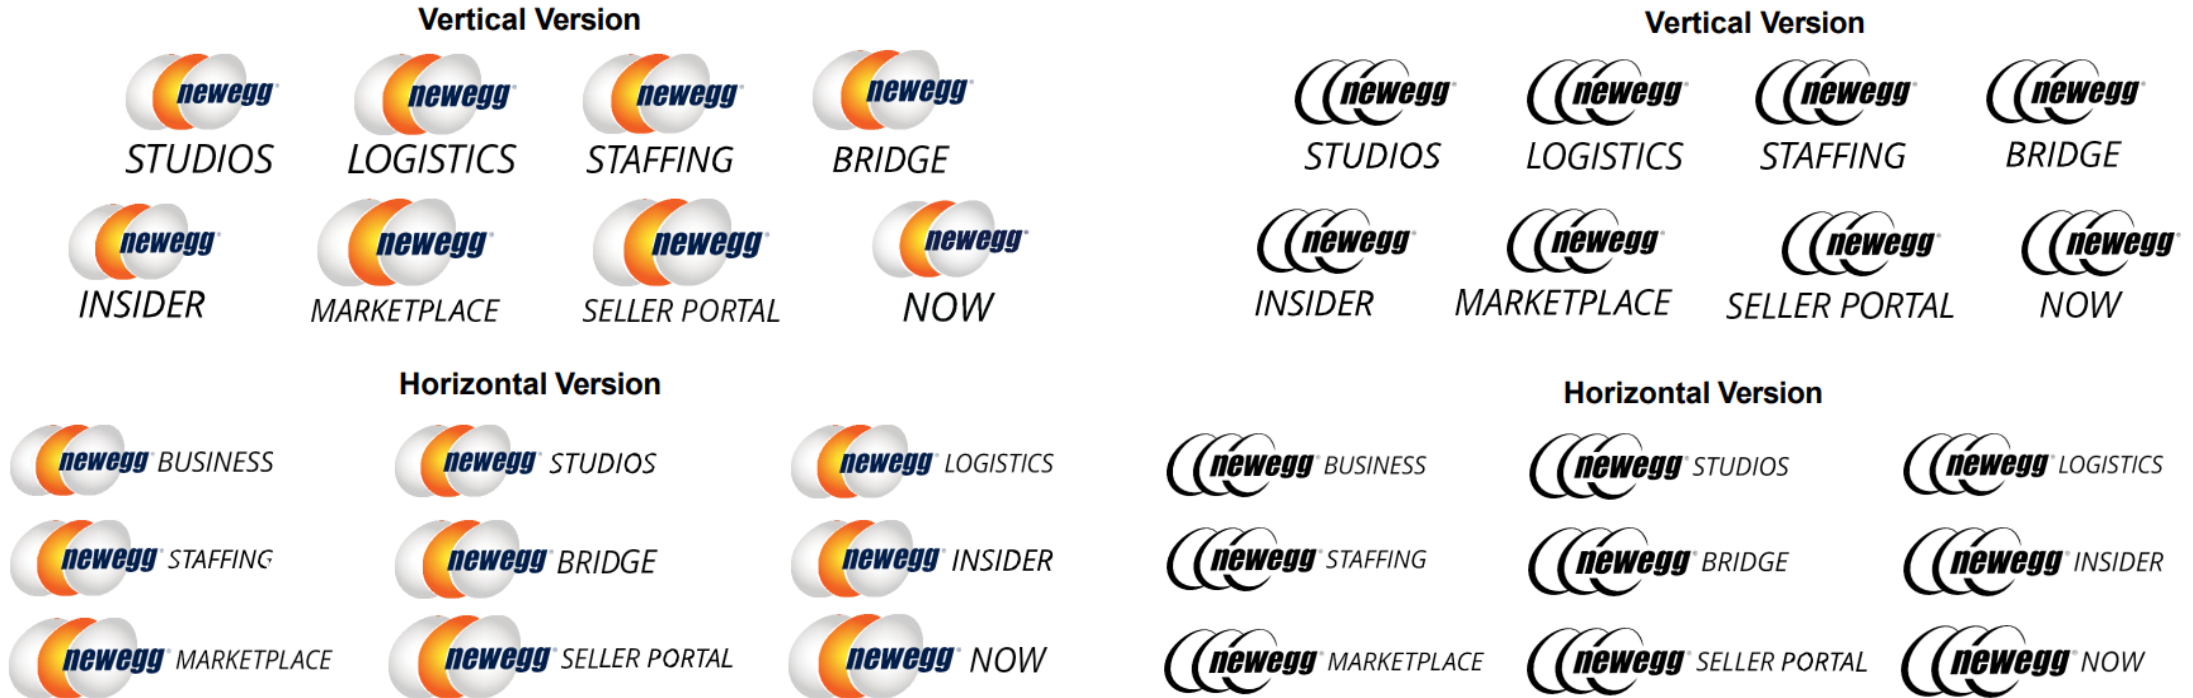 Vertical Version
newegg® newegg® newegg® newegg®
STUDIOS LOGISTICS STAFFING BRIDGE
newegg® newegg® newegg® newegg®
INSIDER MARKETPLACE SELLER PORTAL NOW
Horizontal Version
newegg® BUSINESS newegg® STUDIOS newegg® LOGISTICS
newegg® STAFFING newegg® BRIDGE newegg® INSIDER
newegg® MARKETPLACE newegg® SELLER PORTAL newegg® NOW
Vertical Version
newegg® newegg® newegg® newegg®
STUDIOS LOGISTICS STAFFING BRIDGE
newegg® newegg® newegg® newegg®
INSIDER MARKETPLACE SELLER PORTAL NOW
Horizontal Version
newegg® BUSINESS newegg® STUDIOS newegg® LOGISTICS
newegg® STAFFING newegg® BRIDGE newegg® INSIDER
newegg® MARKETPLACE newegg® SELLER PORTAL newegg® NOW